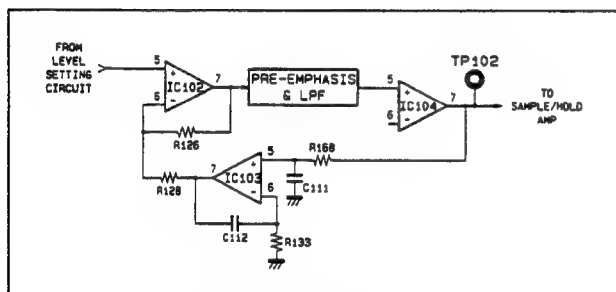 FROM
LEVEL
SETTING
CIRCUIT
5
+
6
-
IC102
7
PRE-EMPHASIS
& LPF
5
+
6
-
IC104
7
TP102
TO
SAMPLE/HOLD
AMP
R126
R128
7
IC103
5
+
6
-
R168
C111
C112
R133